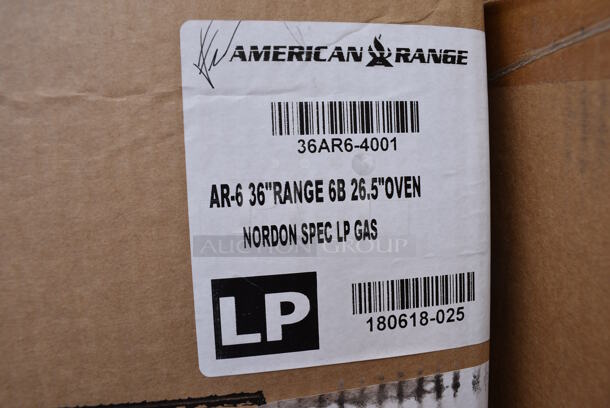 AMERICAN RANGE
36AR6-4001
AR-6 36"RANGE 6B 26.5"OVEN
NORDON SPEC LP GAS
AUCTION GROUP
LP
180618-025